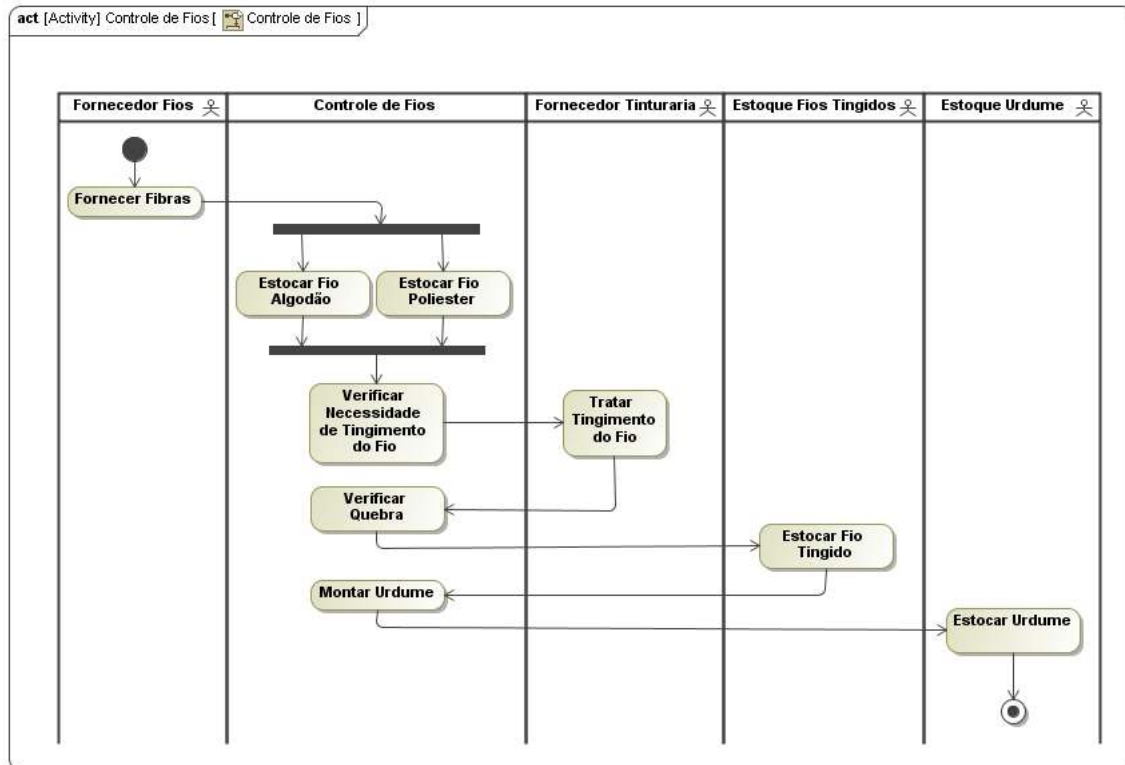 act [Activity] Controle de Fios [ Controle de Fios ]
Fornecedor Fios
Controle de Fios
Fornecedor Tinturaria
Estoque Fios Tingidos
Estoque Urdume
Fornecer Fibras
Estocar Fio
Algodão
Estocar Fio
Poliester
Verificar
Necessidade
de Tingimento
do Fio
Tratar
Tingimento
do Fio
Verificar
Quebra
Estocar Fio
Tingido
Montar Urdume
Estocar Urdume